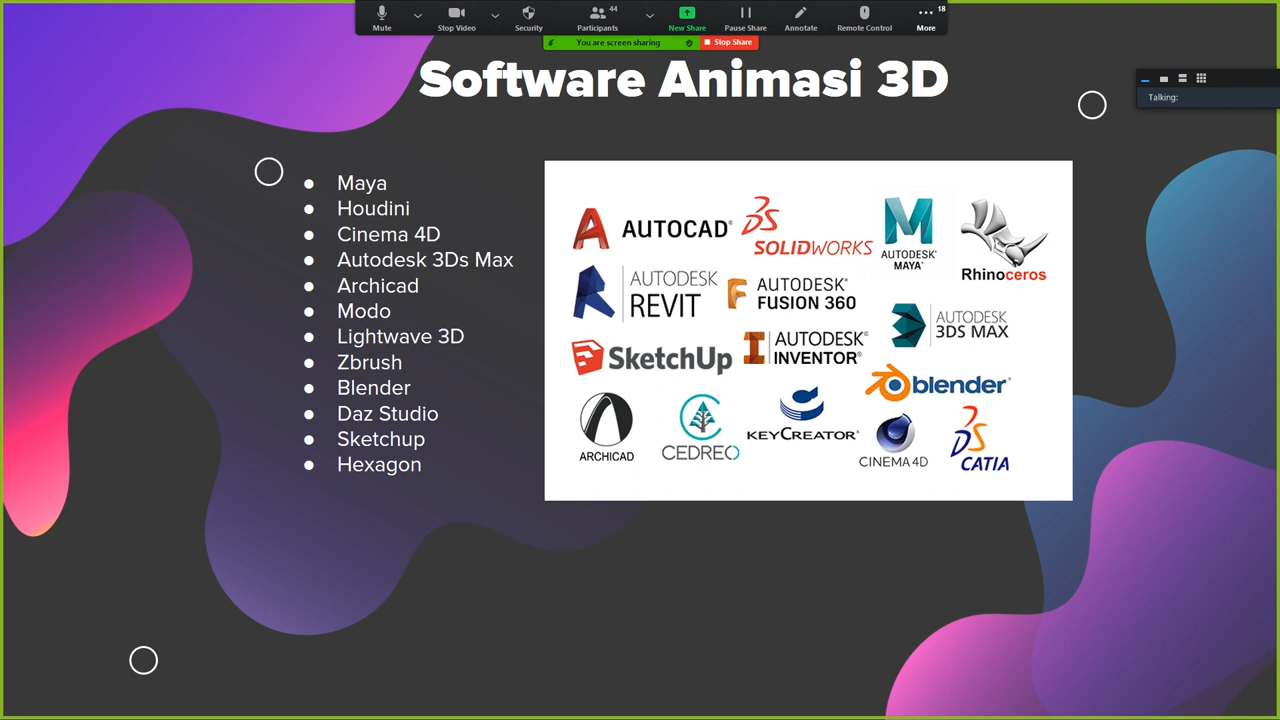 44
18
Mute
Stop Video
Security
Participants
New Share
Pause Share
Annotate
Remote Control
More
You are screen sharing
Stop Share
Software Animasi 3D
Talking:
● Maya
● Houdini
● Cinema 4D
● Autodesk 3Ds Max
● Archicad
● Modo
● Lightwave 3D
● Zbrush
● Blender
● Daz Studio
● Sketchup
● Hexagon
AUTOCAD®
SOLIDWORKS
AUTODESK®
MAYA®
Rhinoceros
AUTODESK
REVIT
AUTODESK®
FUSION 360
AUTODESK
3DS MAX
SketchUp
AUTODESK®
INVENTOR®
blender®
ARCHICAD
CEDREO
KEYCREATOR®
CINEMA 4D
CATIA